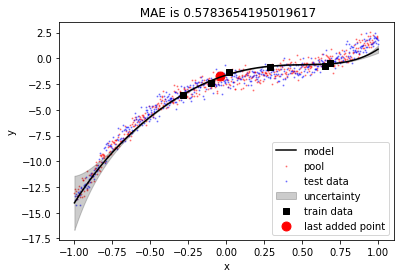 MAE is 0.5783654195019617
y
2.5
0.0
−2.5
−5.0
−7.5
−10.0
−12.5
−15.0
−17.5
model
pool
test data
uncertainty
train data
last added point
−1.00 −0.75 −0.50 −0.25 0.00 0.25 0.50 0.75 1.00
x